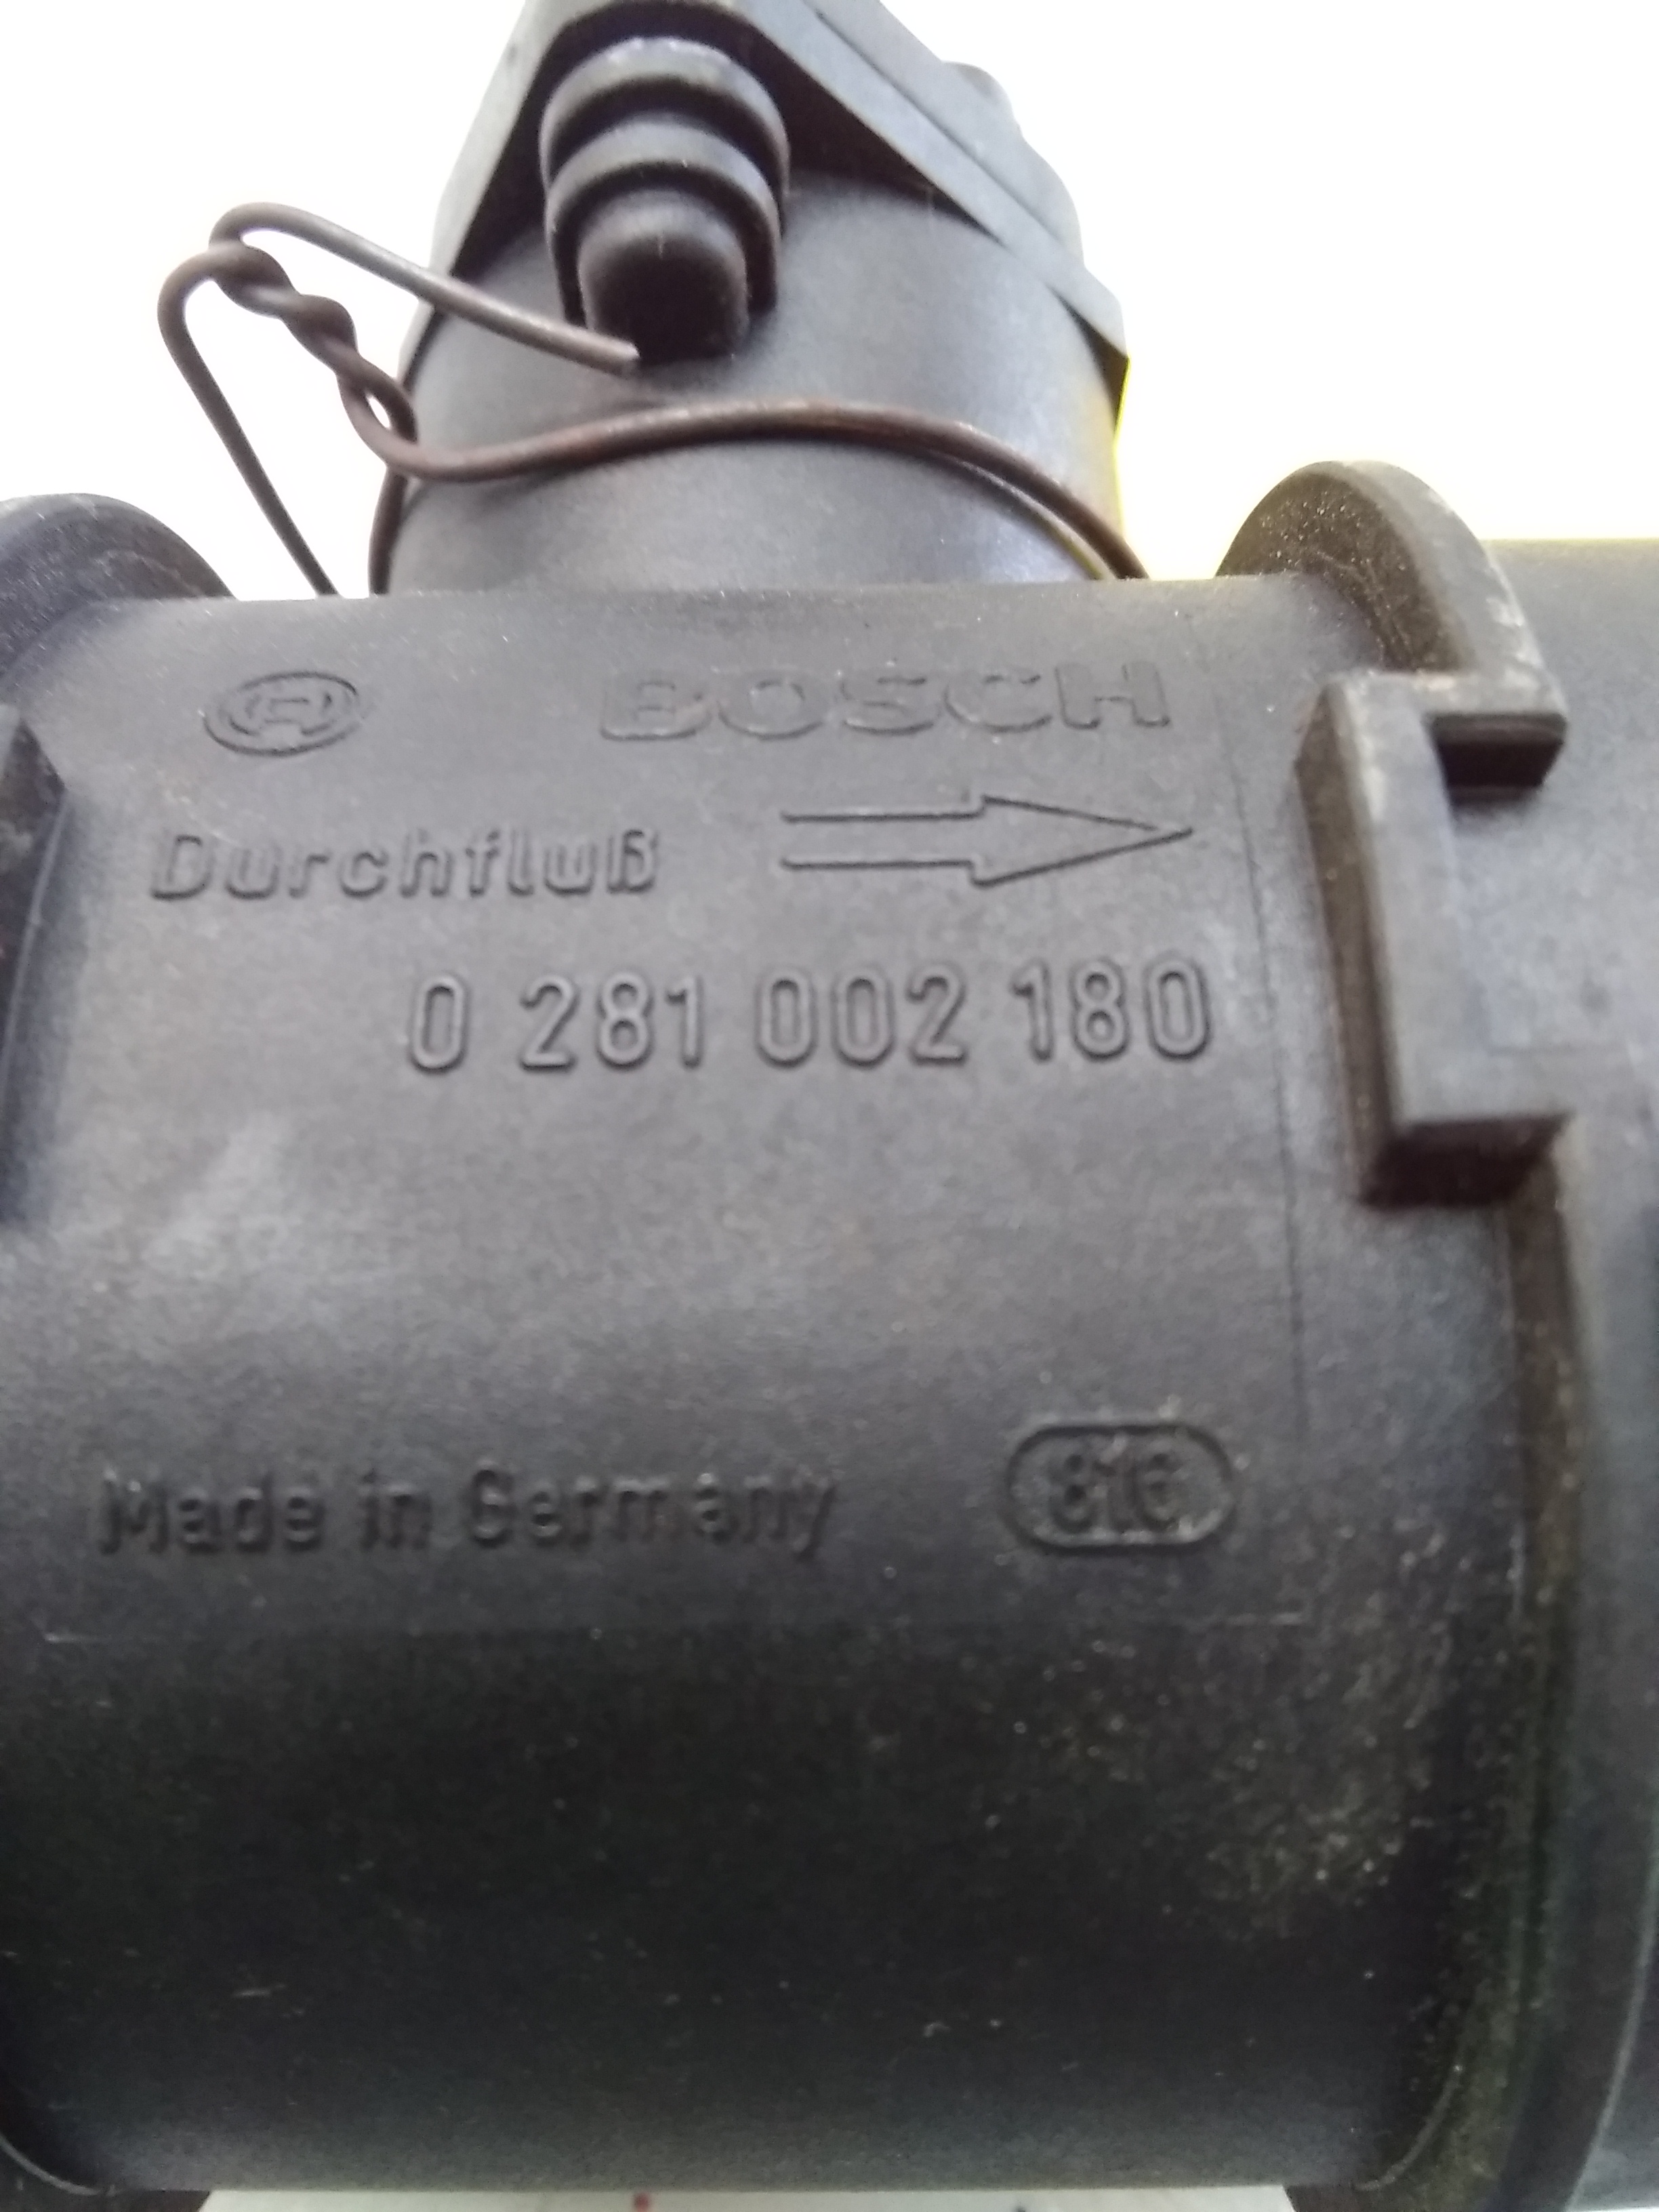 BOSCH
Durchfluß
0 281 002 180
Made in Germany
816